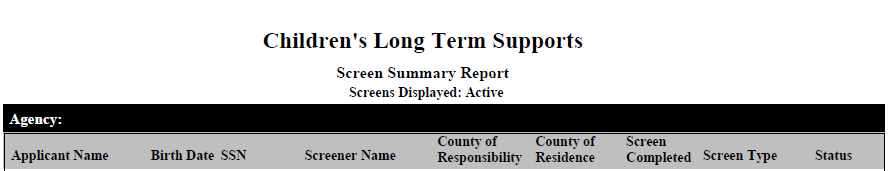 Children's Long Term Supports
Screen Summary Report
Screens Displayed: Active
Agency:
Applicant Name Birth Date SSN Screener Name County of Responsibility County of Residence Screen Completed Screen Type Status